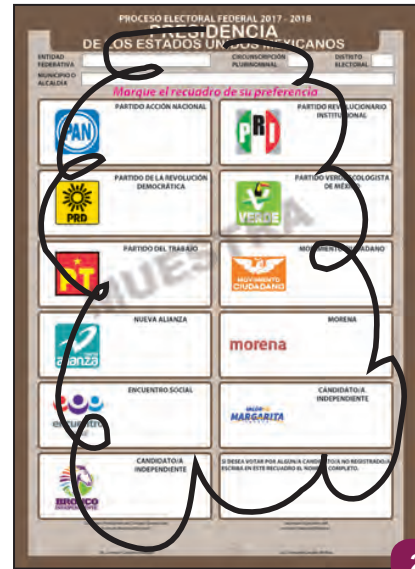 PROCESO ELECTORAL FEDERAL 2017 - 2018
PRESIDENCIA
DE LOS ESTADOS UNIDOS MEXICANOS
ENTIDAD FEDERATIVA
CIRCUNSCRIPCIÓN PLURINOMINAL
DISTRITO ELECTORAL
MUNICIPIO O ALCALDÍA
Marque el recuadro de su preferencia
PAN
PARTIDO ACCIÓN NACIONAL
PRI
PARTIDO REVOLUCIONARIO
INSTITUCIONAL
PRD
PARTIDO DE LA REVOLUCIÓN
DEMOCRÁTICA
VERDE
PARTIDO VERDE ECOLOGISTA
DE MÉXICO
PT
PARTIDO DEL TRABAJO
MOVIMIENTO
CIUDADANO
MOVIMIENTO CIUDADANO
MUESTRA
alianza
NUEVA ALIANZA
morena
MORENA
encuentro
ENCUENTRO SOCIAL
MARGARITA
CANDIDATO/A
INDEPENDIENTE
BRONCO
INDEPENDIENTE
CANDIDATO/A
INDEPENDIENTE
SI DESEA VOTAR POR ALGÚN/A CANDIDATO/A NO REGISTRADO/A
ESCRIBA EN ESTE RECUADRO EL NOMBRE COMPLETO.